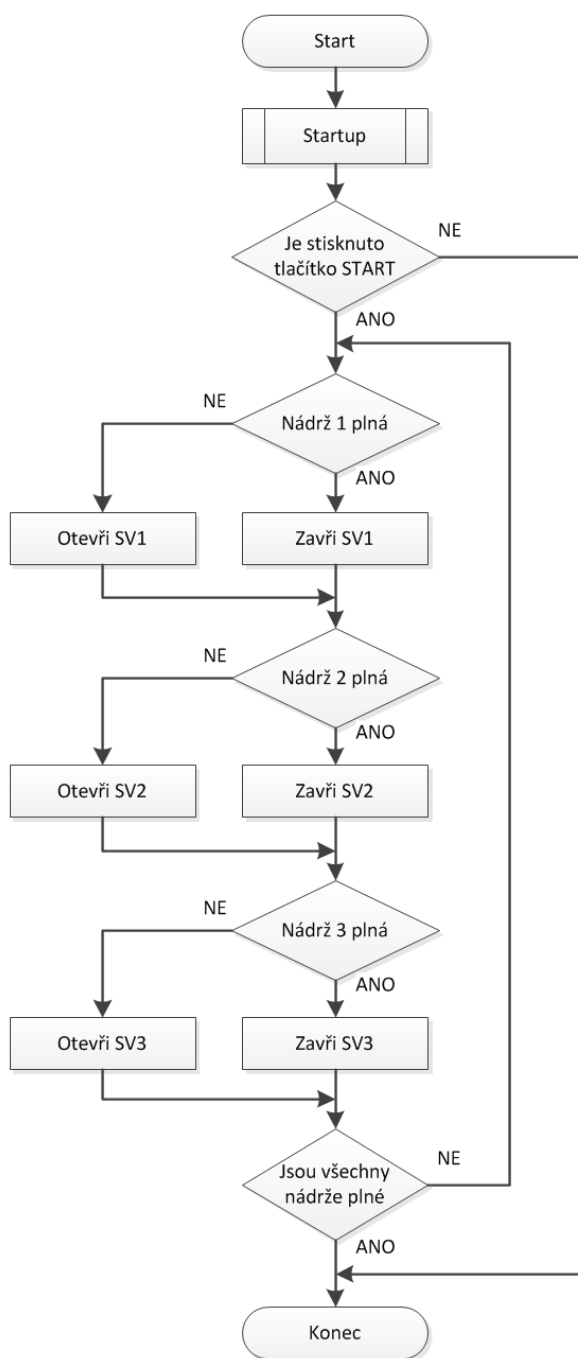 Start
Startup
Je stisknuto
tlačítko START
NE
ANO
Nádrž 1 plná
NE
ANO
Otevři SV1
Zavři SV1
Nádrž 2 plná
NE
ANO
Otevři SV2
Zavři SV2
Nádrž 3 plná
NE
ANO
Otevři SV3
Zavři SV3
Jsou všechny
nádrže plné
NE
ANO
Konec